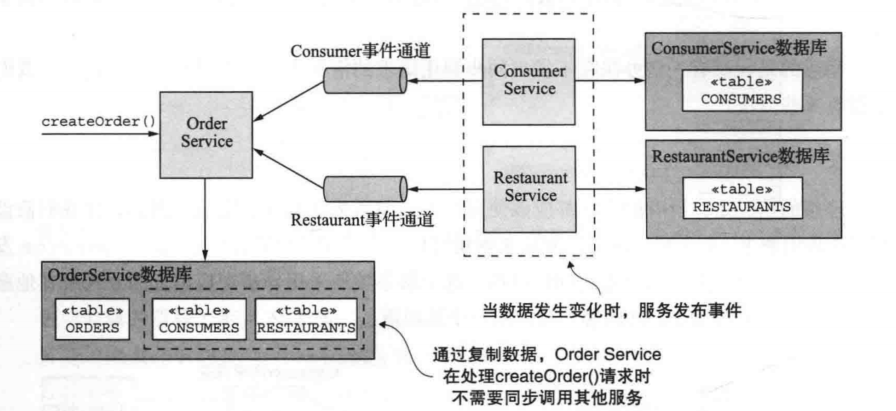 Consumer事件通道
Consumer
Service
ConsumerService数据库
«table»
CONSUMERS
createOrder()
Order
Service
Restaurant
Service
Restaurant事件通道
RestaurantService数据库
«table»
RESTAURANTS
OrderService数据库
«table»
ORDERS
«table»
CONSUMERS
«table»
RESTAURANTS
当数据发生变化时，服务发布事件
通过复制数据，Order Service
在处理createOrder()请求时
不需要同步调用其他服务